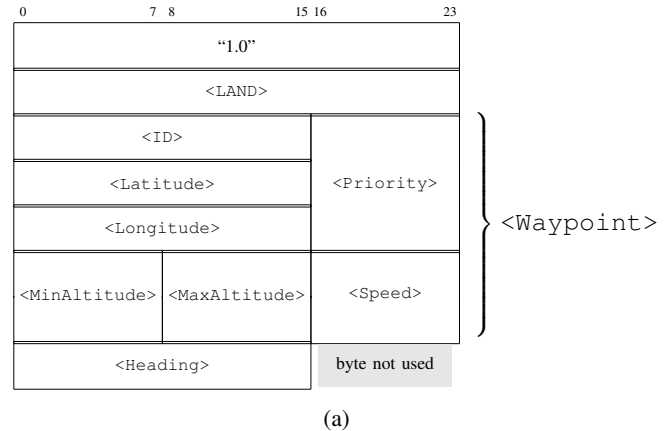 0 7 8 15 16 23
“1.0”
<LAND>
<ID>
<Latitude> <Priority>
<Longitude>
<Waypoint>
<MinAltitude> <MaxAltitude> <Speed>
<Heading> byte not used
(a)